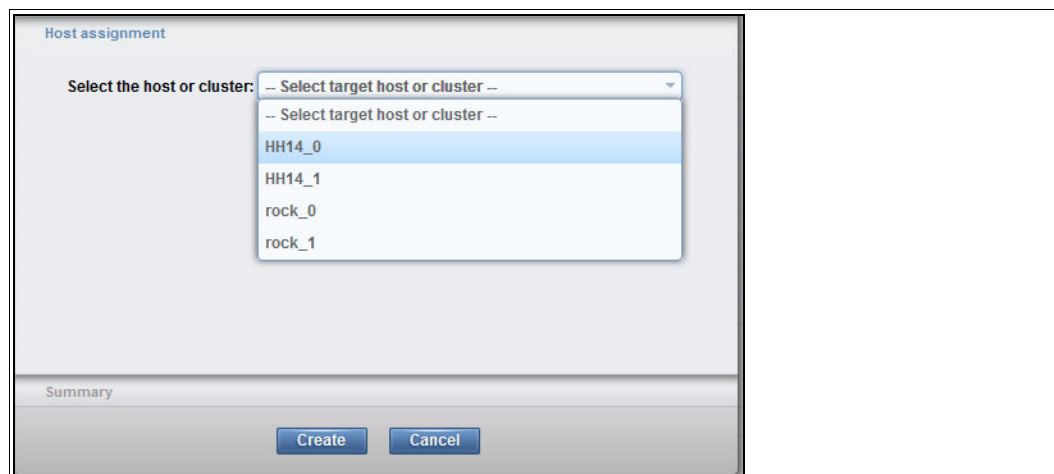 Host assignment
Select the host or cluster: -- Select target host or cluster --
-- Select target host or cluster --
HH14_0
HH14_1
rock_0
rock_1
Summary
Create Cancel